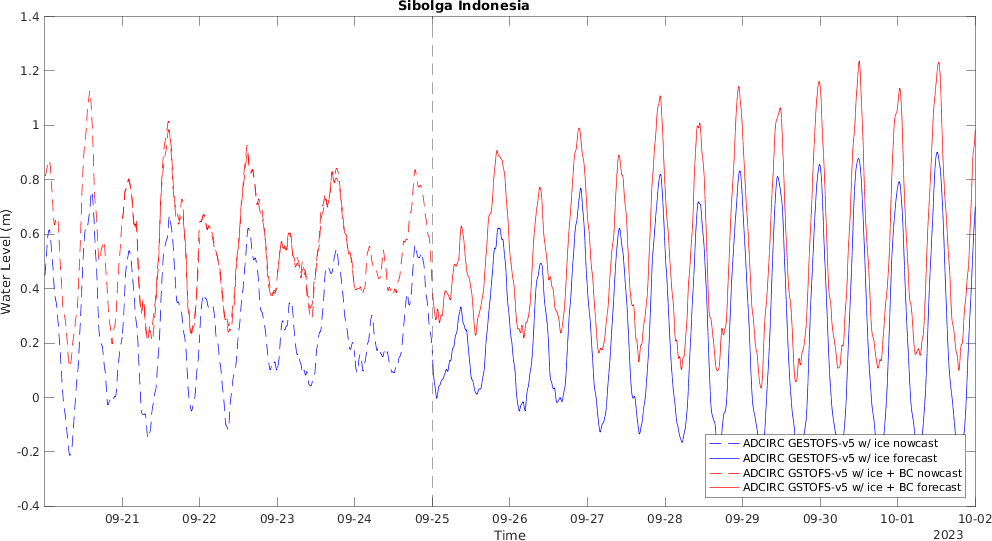 Sibolga Indonesia
1.4
1.2
1
0.8
0.6
0.4
0.2
0
-0.2
-0.4
Water Level (m)
ADCIRC GESTOFS-v5 w/ ice nowcast
ADCIRC GESTOFS-v5 w/ ice forecast
ADCIRC GSTOFS-v5 w/ ice + BC nowcast
ADCIRC GSTOFS-v5 w/ ice + BC forecast
09-21 09-22 09-23 09-24 09-25 09-26 09-27 09-28 09-29 09-30 10-01 10-02
Time
2023